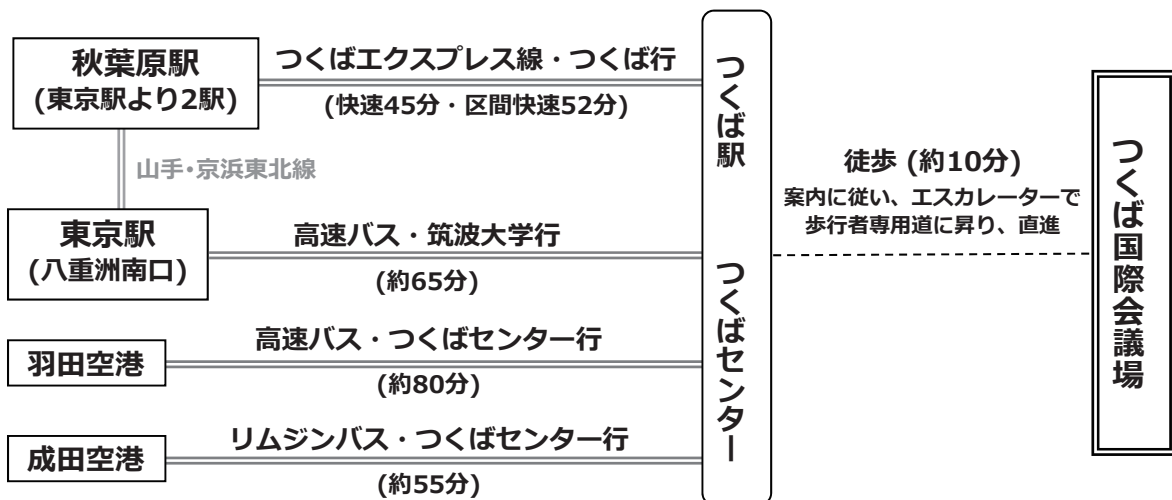 秋葉原駅
(東京駅より2駅)
つくばエクスプレス線・つくば行
(快速45分・区間快速52分)
山手・京浜東北線
東京駅
(八重洲南口)
高速バス・筑波大学行
(約65分)
羽田空港
高速バス・つくばセンター行
(約80分)
成田空港
リムジンバス・つくばセンター行
(約55分)
つくば駅
つくばセンター
徒歩 (約10分)
案内に従い、エスカレーターで
歩行者専用道に昇り、直進
つくば国際会議場